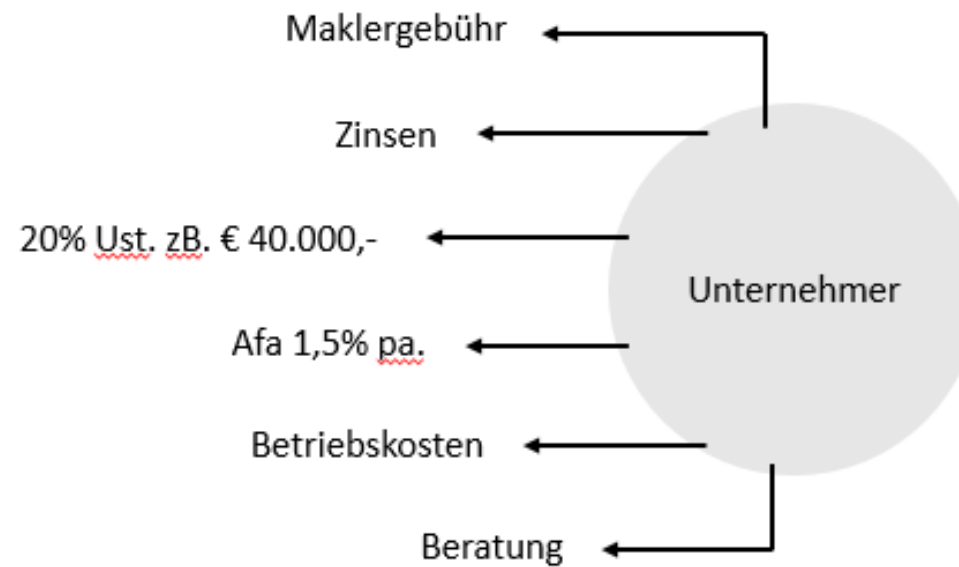 Maklergebühr
Zinsen
20% Ust. zB. € 40.000,-
Unternehmer
Afa 1,5% pa.
Betriebskosten
Beratung